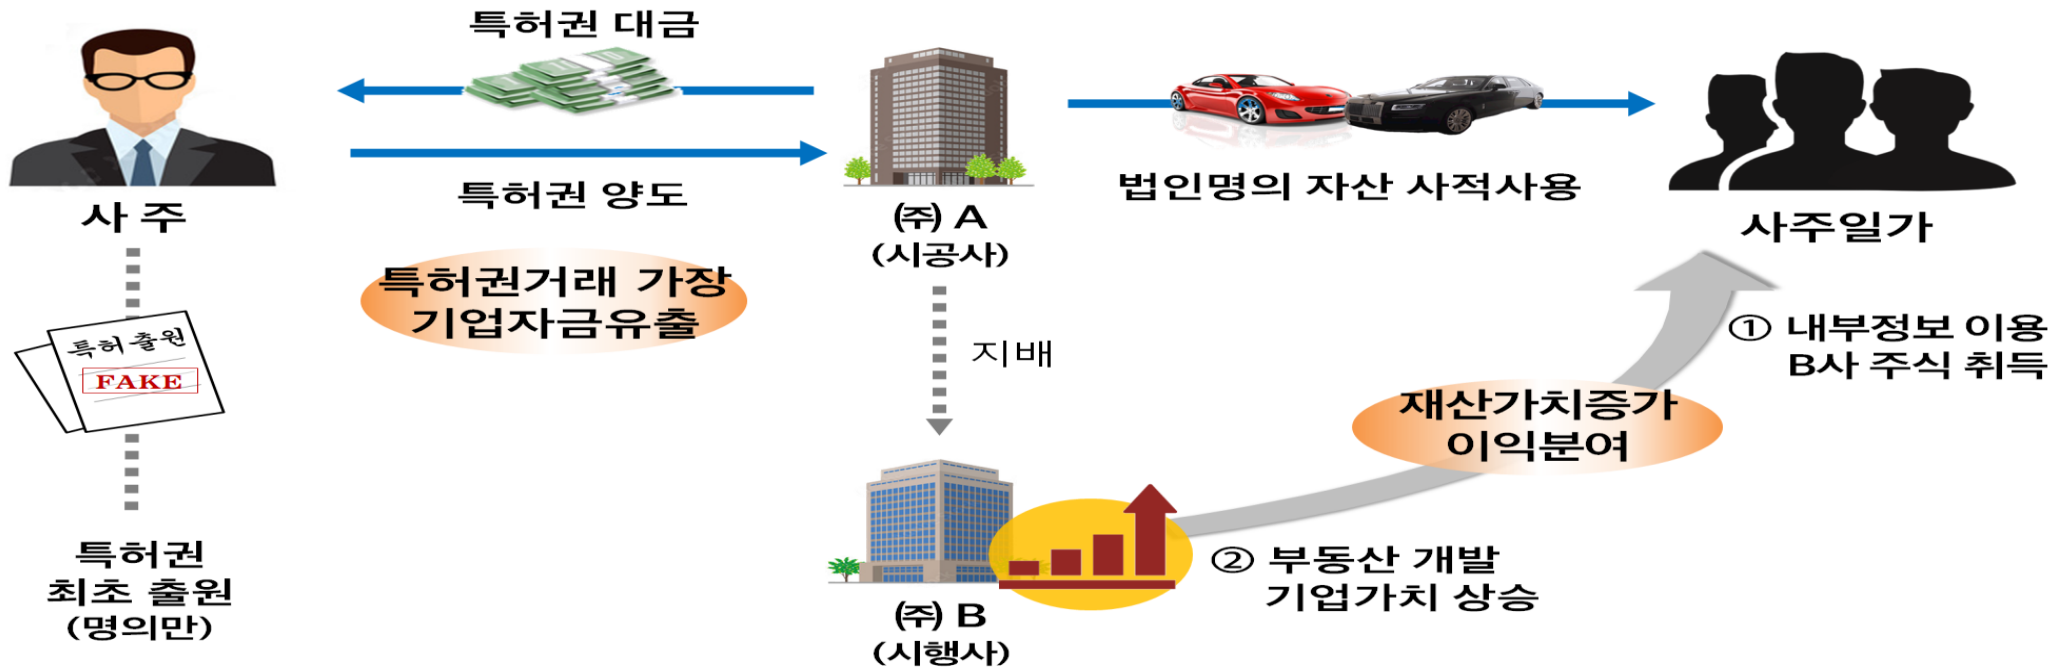 특허권 대금
특허권 양도
사 주
㈜ A
(시공사)
법인명의 자산 사적사용
사주일가
특허권거래 가장
기업자금유출
특허 출원
FAKE
지배
① 내부정보 이용
B사 주식 취득
재산가치증가
이익분여
특허권
최초 출원
(명의만)
② 부동산 개발
기업가치 상승
㈜ B
(시행사)